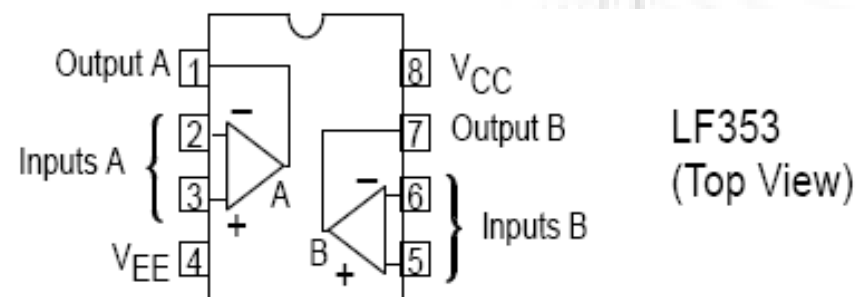 Output A 1
Inputs A
2
−
3
+
A
VEE 4
8 VCC
7 Output B
−
6
Inputs B
B
+
5
LF353
(Top View)